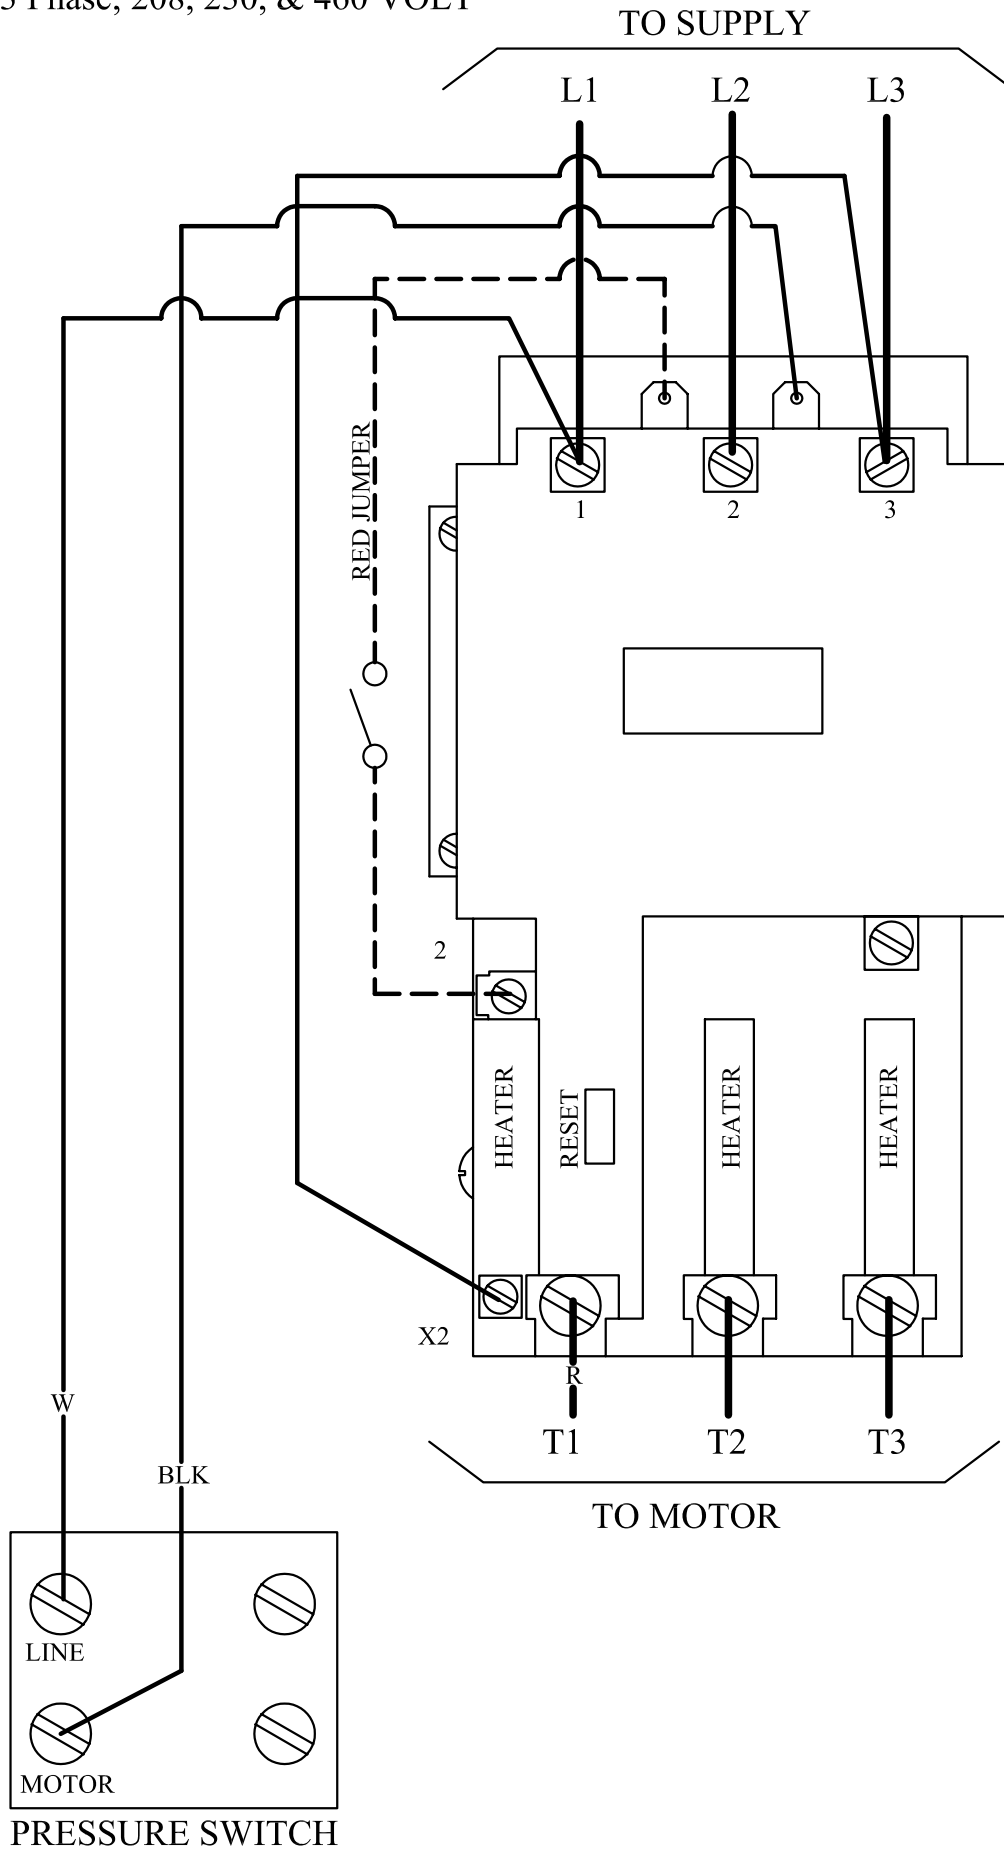 3 Phase, 208, 230, & 460 VOLT
TO SUPPLY
L1 L2 L3
RED JUMPER
1 2 3
2
HEATER
RESET
HEATER
HEATER
X2
R
W
T1 T2 T3
BLK
TO MOTOR
LINE
MOTOR
PRESSURE SWITCH